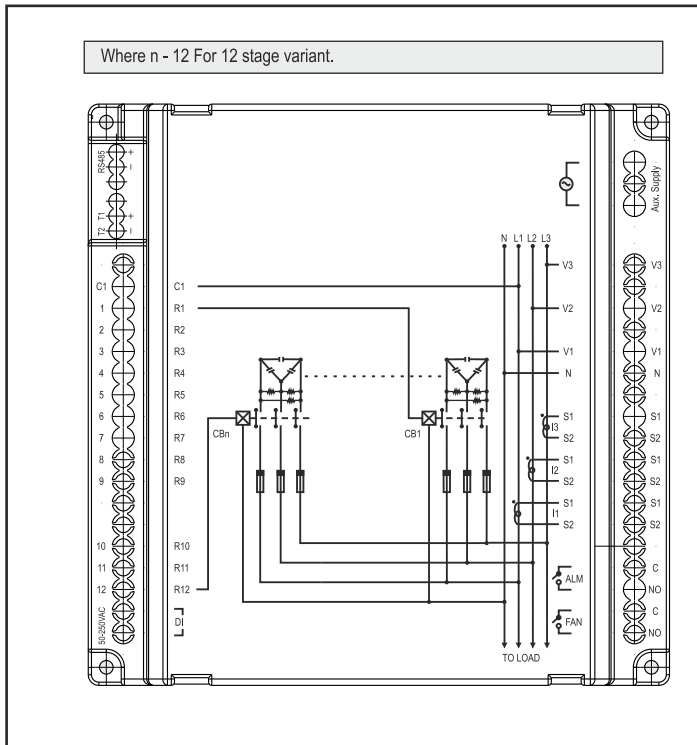 Where n - 12 For 12 stage variant.
RS485
+
–
T1
T2
+
–
Aux. Supply
N L1 L2 L3
V3
V3
C1
C1
1
R1
V2
V2
2
R2
3
R3
V1
V1
4
R4
N
N
5
R5
6
R6
CBn
CB1
S1
I3
S1
7
R7
S2
S2
8
R8
S1
I2
S1
9
R9
S2
S2
S1
I1
S1
S2
S2
10
R10
11
R11
ALM
C
12
R12
NO
50-250VAC
DI
FAN
C
NO
TO LOAD